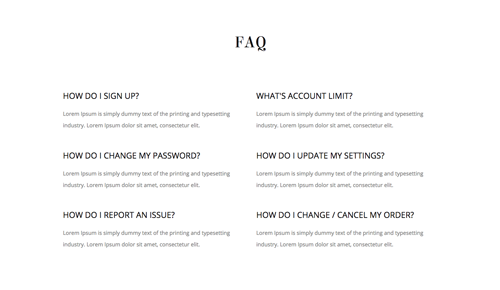 FAQ
HOW DO I SIGN UP?
Lorem Ipsum is simply dummy text of the printing and typesetting
industry. Lorem Ipsum dolor sit amet, consectetur elit.
WHAT'S ACCOUNT LIMIT?
Lorem Ipsum is simply dummy text of the printing and typesetting
industry. Lorem Ipsum dolor sit amet, consectetur elit.
HOW DO I CHANGE MY PASSWORD?
Lorem Ipsum is simply dummy text of the printing and typesetting
industry. Lorem Ipsum dolor sit amet, consectetur elit.
HOW DO I UPDATE MY SETTINGS?
Lorem Ipsum is simply dummy text of the printing and typesetting
industry. Lorem Ipsum dolor sit amet, consectetur elit.
HOW DO I REPORT AN ISSUE?
Lorem Ipsum is simply dummy text of the printing and typesetting
industry. Lorem Ipsum dolor sit amet, consectetur elit.
HOW DO I CHANGE / CANCEL MY ORDER?
Lorem Ipsum is simply dummy text of the printing and typesetting
industry. Lorem Ipsum dolor sit amet, consectetur elit.